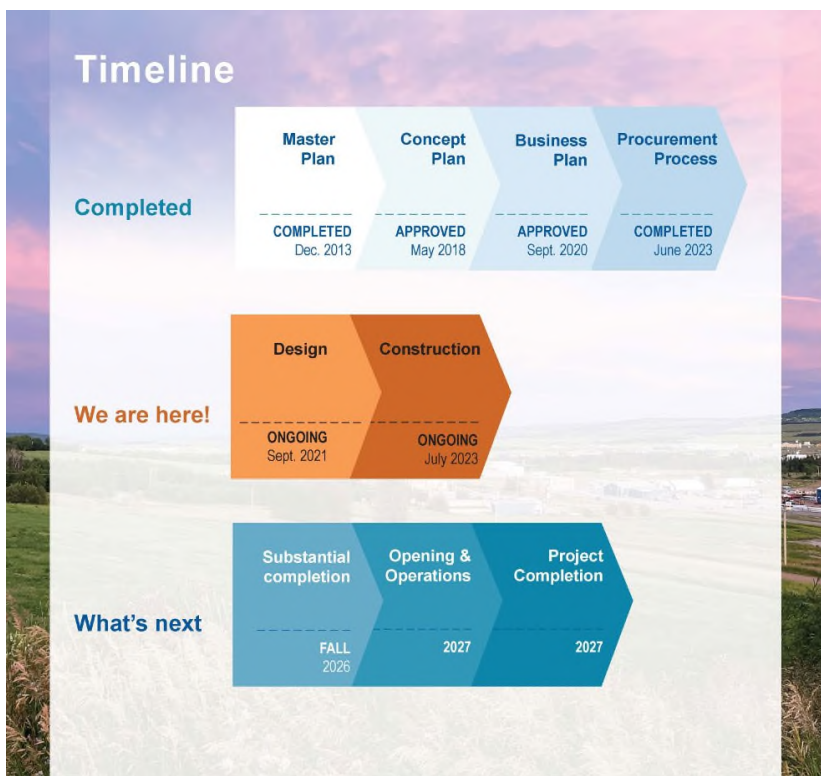 Timeline
Completed
Master
Plan
COMPLETED
Dec. 2013
Concept
Plan
APPROVED
May 2018
Business
Plan
APPROVED
Sept. 2020
Procurement
Process
COMPLETED
June 2023
We are here!
Design
ONGOING
Sept. 2021
Construction
ONGOING
July 2023
What's next
Substantial
completion
FALL
2026
Opening &
Operations
2027
Project
Completion
2027